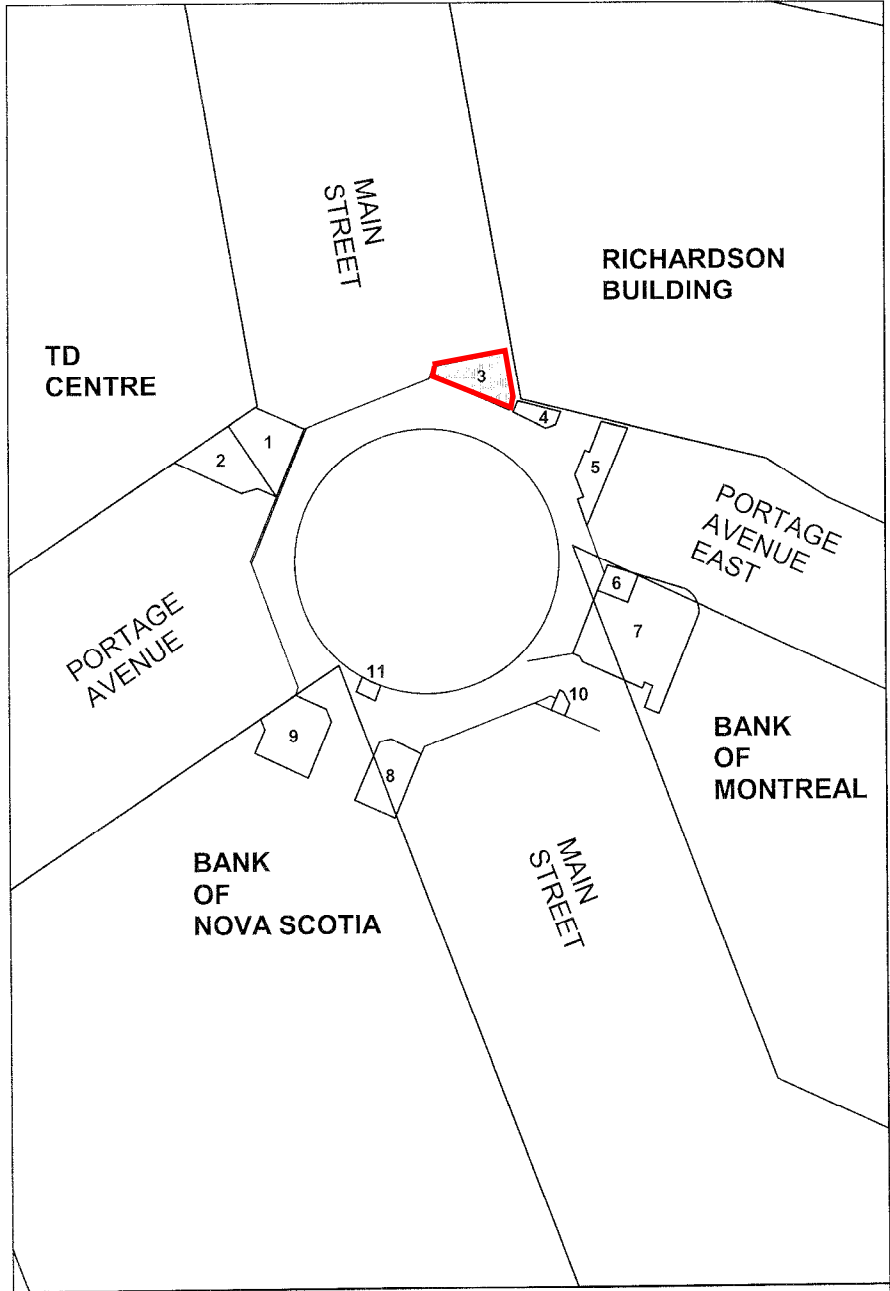 MAIN
STREET
RICHARDSON
BUILDING
TD
CENTRE
3
4
1
2
5
PORTAGE
AVENUE
EAST
6
7
PORTAGE
AVENUE
11
10
9
8
BANK
OF
MONTREAL
BANK
OF
NOVA SCOTIA
MAIN
STREET